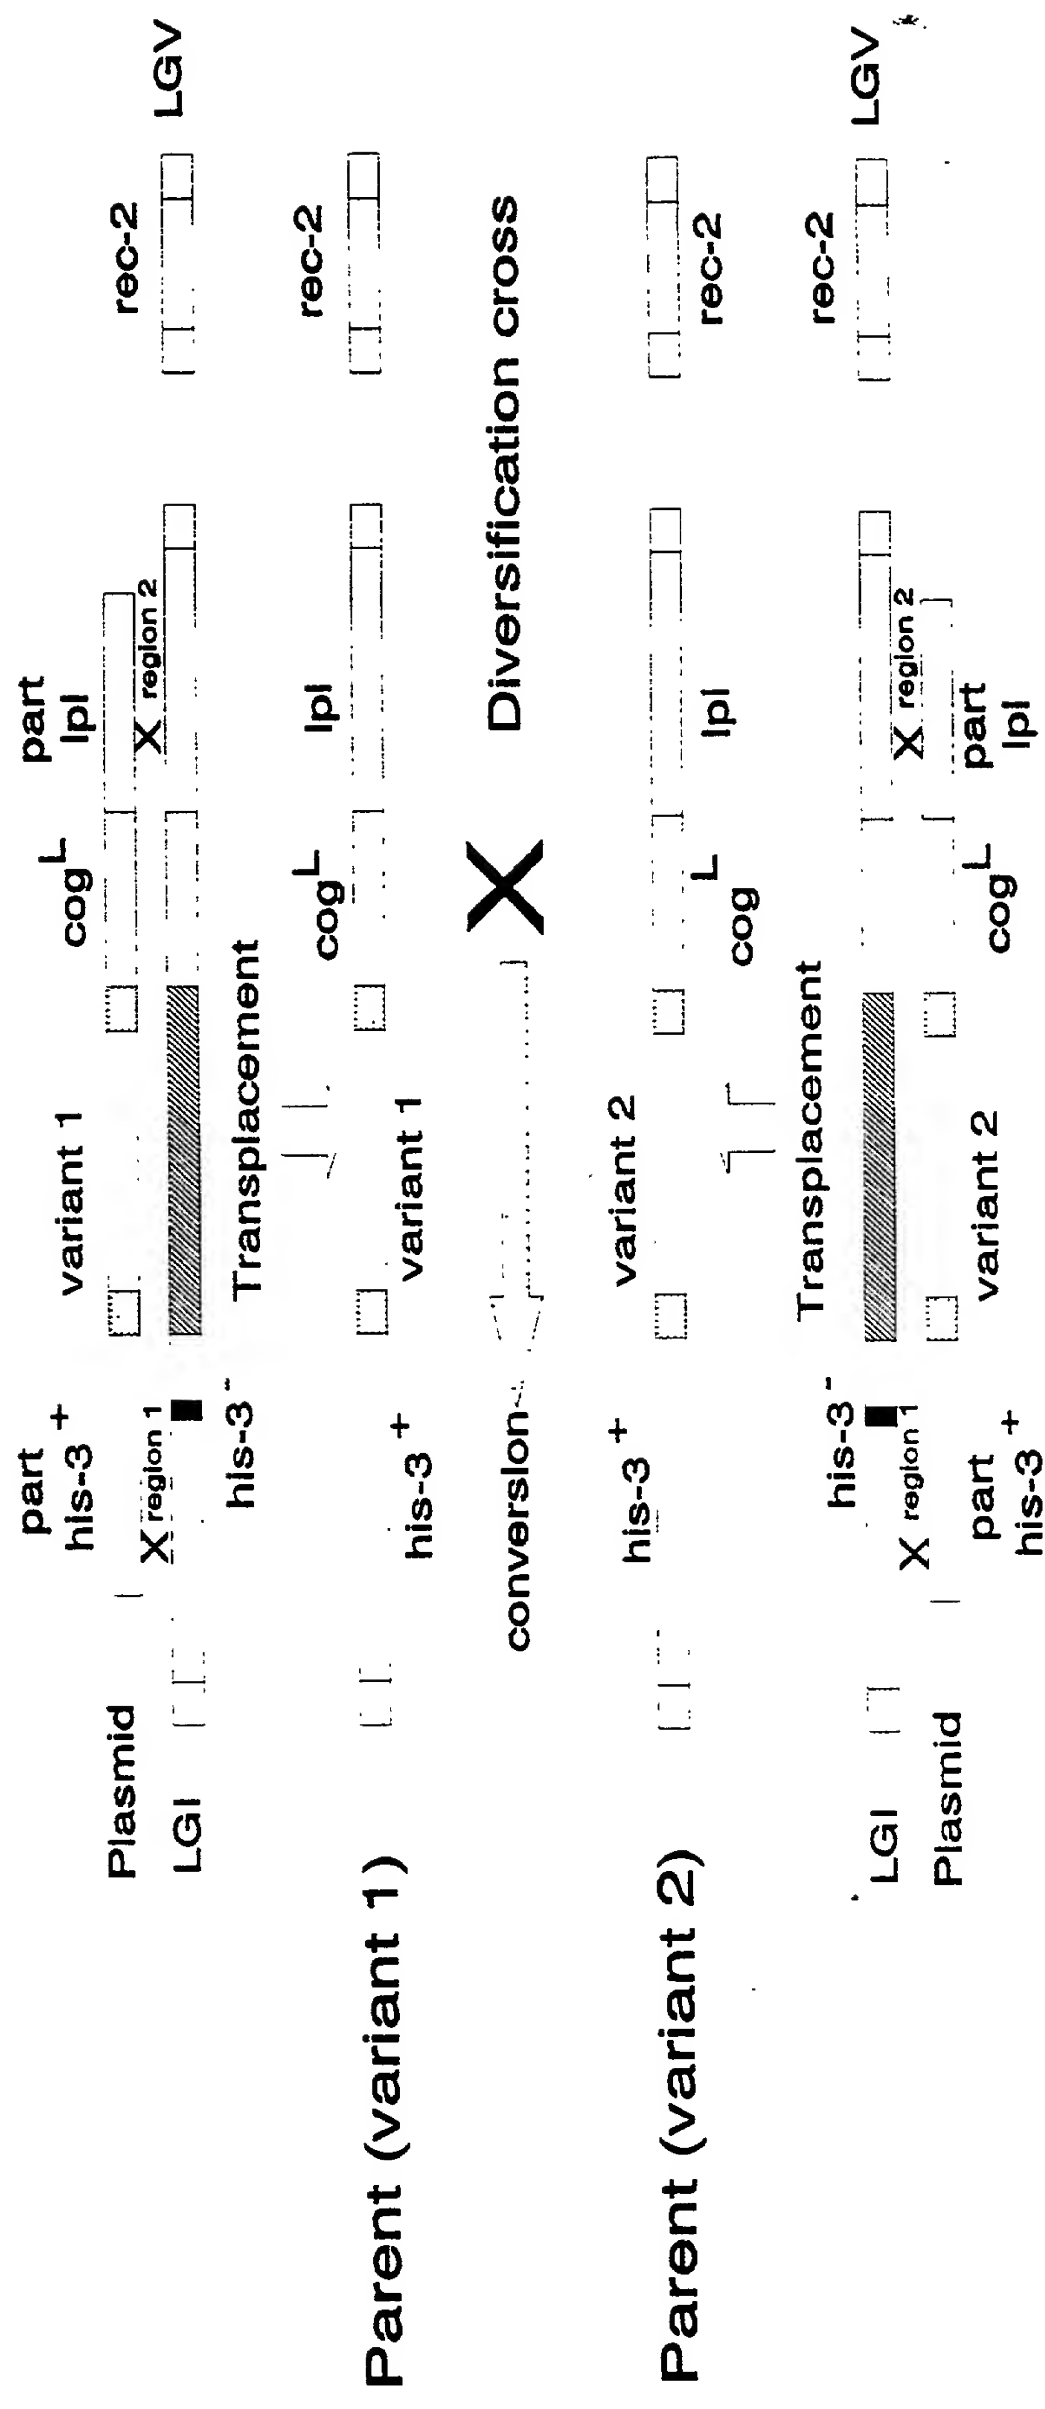 part part
his-3+ variant 1 cogL lpl rec-2
Plasmid X region 1 X region 2
LGI LGV
his-3- Transplacement
Parent (variant 1) his-3+ variant 1 cogL lpl rec-2
conversion X Diversification cross
Parent (variant 2) his-3+ variant 2 cogL lpl rec-2
his-3- Transplacement rec-2
LGI LGV
Plasmid X region 1 X region 2
part variant 2 cogL part
his-3+ lpl